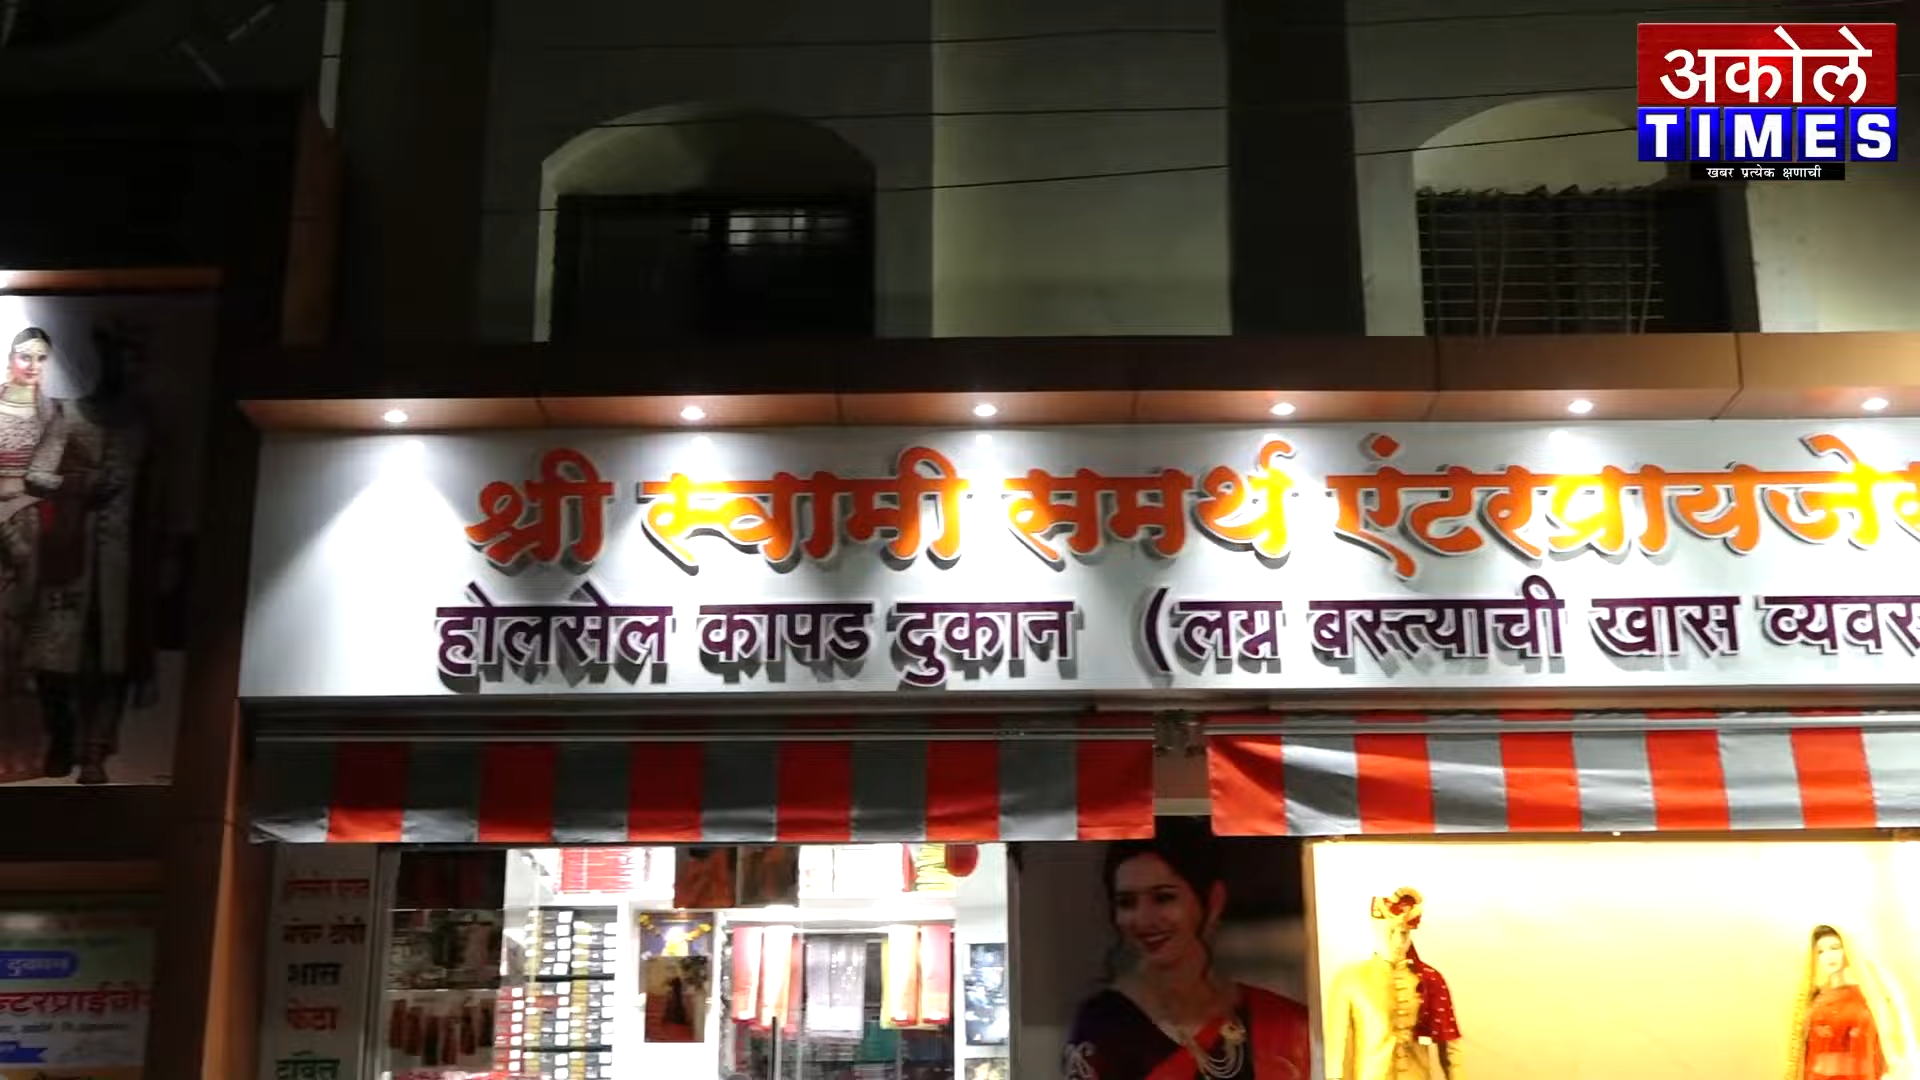 अकोले
TIMES
खबर प्रत्येक क्षणाची
श्री स्वामी समर्थ एंटरप्रायजेस
होलसेल कापड दुकान (लग्न बस्त्याची खास व्यवस
शाल
फेटा
टॉवेल